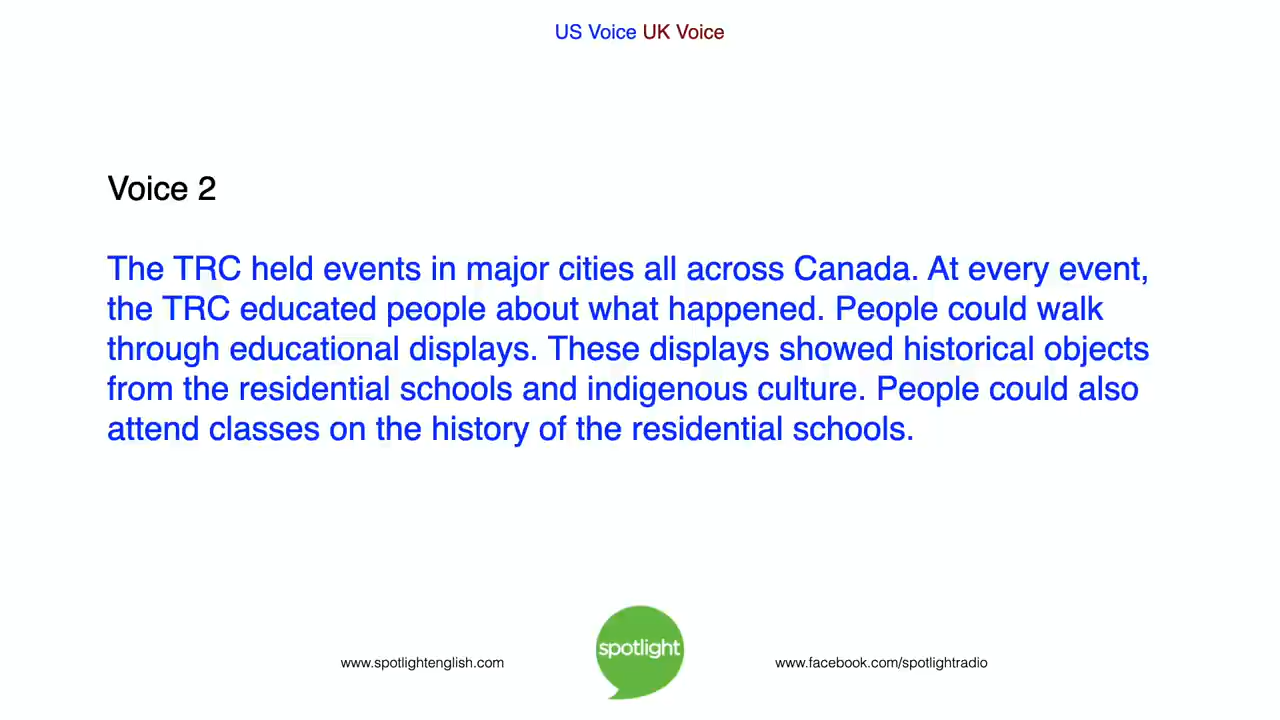 US Voice UK Voice
Voice 2
The TRC held events in major cities all across Canada. At every event,
the TRC educated people about what happened. People could walk
through educational displays. These displays showed historical objects
from the residential schools and indigenous culture. People could also
attend classes on the history of the residential schools.
spotlight
www.spotlightenglish.com
www.facebook.com/spotlightradio